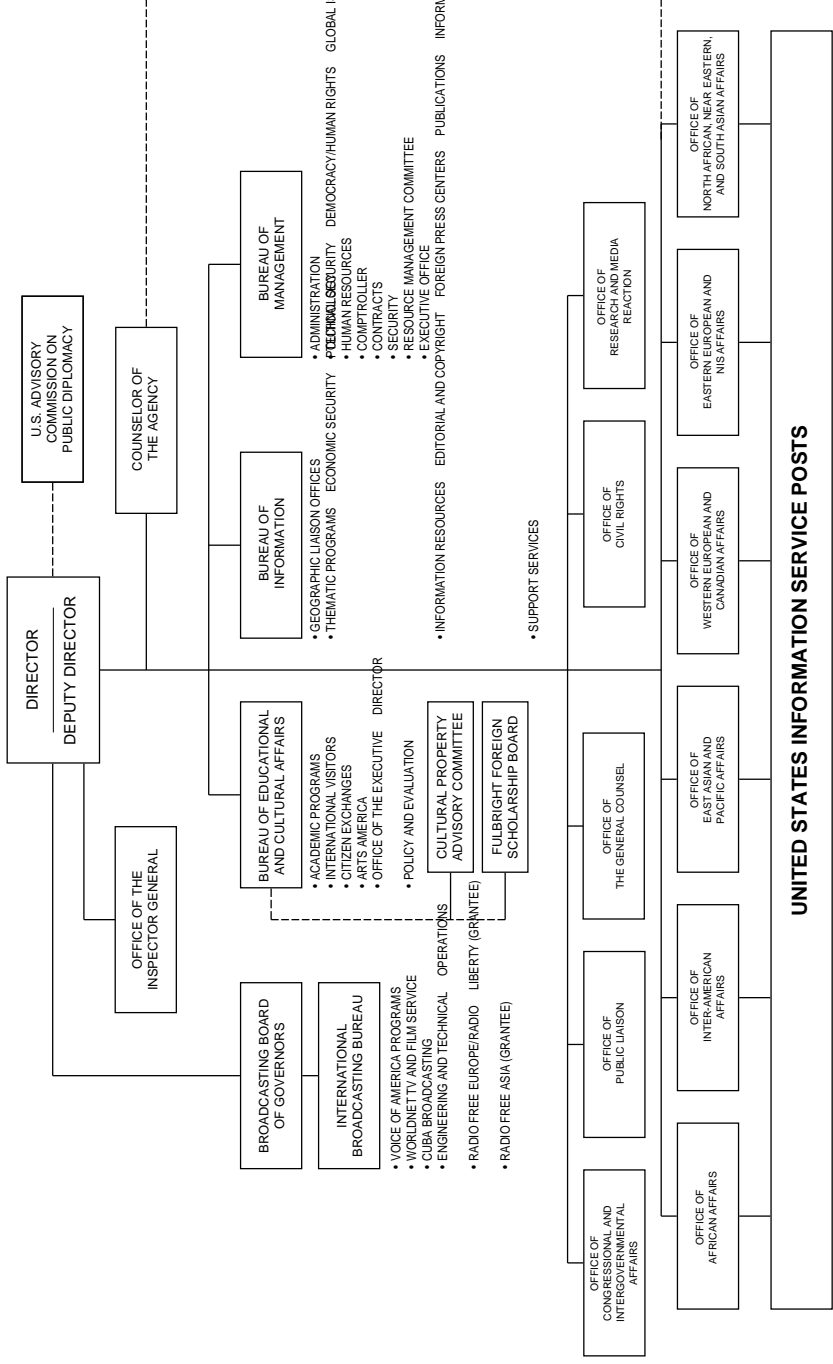 DIRECTOR
DEPUTY DIRECTOR
U.S. ADVISORY
COMMISSION ON
PUBLIC DIPLOMACY
OFFICE OF THE
INSPECTOR GENERAL
COUNSELOR OF
THE AGENCY
BROADCASTING BOARD
OF GOVERNORS
INTERNATIONAL
BROADCASTING BUREAU
• VOICE OF AMERICA PROGRAMS
• WORLDNET TV AND FILM SERVICE
• CUBA BROADCASTING
• ENGINEERING AND TECHNICAL OPERATIONS
• RADIO FREE EUROPE/RADIO LIBERTY (GRANTEE)
• RADIO FREE ASIA (GRANTEE)
BUREAU OF EDUCATIONAL
AND CULTURAL AFFAIRS
• ACADEMIC PROGRAMS
• INTERNATIONAL VISITORS
• CITIZEN EXCHANGES
• ARTS AMERICA
• OFFICE OF THE EXECUTIVE DIRECTOR
• POLICY AND EVALUATION
CULTURAL PROPERTY
ADVISORY COMMITTEE
FULBRIGHT FOREIGN
SCHOLARSHIP BOARD
BUREAU OF
INFORMATION
• GEOGRAPHIC LIAISON OFFICES
• THEMATIC PROGRAMS ECONOMIC SECURITY POLITICAL SECURITY DEMOCRACY/HUMAN RIGHTS GLOBAL
• INFORMATION RESOURCES EDITORIAL AND COPYRIGHT FOREIGN PRESS CENTERS PUBLICATIONS
• SUPPORT SERVICES
BUREAU OF
MANAGEMENT
• ADMINISTRATION
• TECHNOLOGY
• HUMAN RESOURCES
• COMPTROLLER
• CONTRACTS
• SECURITY
• RESOURCE MANAGEMENT COMMITTEE
• EXECUTIVE OFFICE
OFFICE OF
CONGRESSIONAL AND
INTERGOVERNMENTAL
AFFAIRS
OFFICE OF
PUBLIC LIAISON
OFFICE OF
THE GENERAL COUNSEL
OFFICE OF
CIVIL RIGHTS
OFFICE OF
RESEARCH AND MEDIA
REACTION
OFFICE OF
AFRICAN AFFAIRS
OFFICE OF
INTER-AMERICAN
AFFAIRS
OFFICE OF
EAST ASIAN AND
PACIFIC AFFAIRS
OFFICE OF
WESTERN EUROPEAN AND
CANADIAN AFFAIRS
OFFICE OF
EASTERN EUROPEAN AND
NIS AFFAIRS
OFFICE OF
NORTH AFRICAN, NEAR EASTERN,
AND SOUTH ASIAN AFFAIRS
UNITED STATES INFORMATION SERVICE POSTS